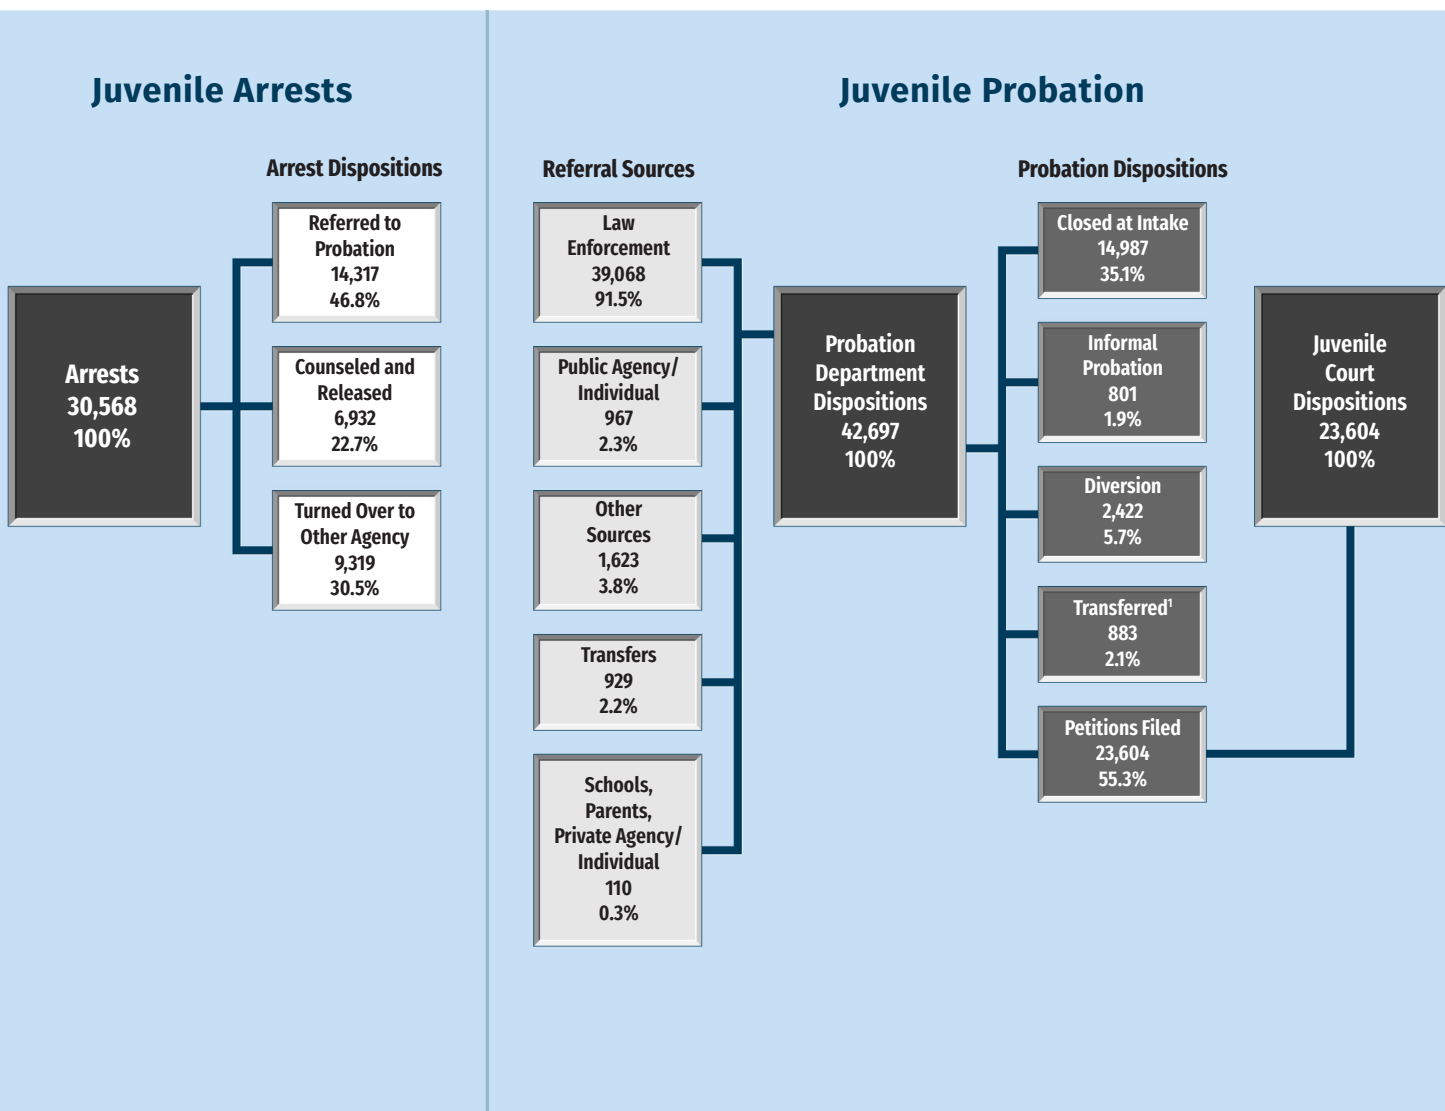 Juvenile Arrests
Arrest Dispositions
Arrests
30,568
100%
Referred to
Probation
14,317
46.8%
Counseled and
Released
6,932
22.7%
Turned Over to
Other Agency
9,319
30.5%
Juvenile Probation
Referral Sources
Law
Enforcement
39,068
91.5%
Public Agency/
Individual
967
2.3%
Other
Sources
1,623
3.8%
Transfers
929
2.2%
Schools,
Parents,
Private Agency/
Individual
110
0.3%
Probation
Department
Dispositions
42,697
100%
Probation Dispositions
Closed at Intake
14,987
35.1%
Informal
Probation
801
1.9%
Diversion
2,422
5.7%
Transferred¹
883
2.1%
Petitions Filed
23,604
55.3%
Juvenile
Court
Dispositions
23,604
100%